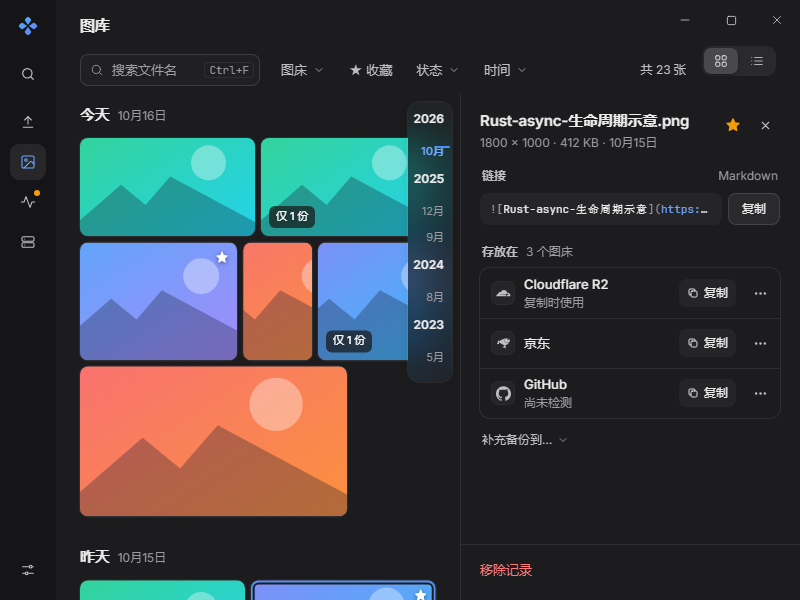 图库
搜索文件名 Ctrl+F
图床
★ 收藏
状态
时间
共 23 张
今天 10月16日
仅 1 份
仅 1 份
昨天 10月15日
2026
10月
2025
12月
9月
2024
8月
2023
5月
Rust-async-生命周期示意.png
1800 × 1000 · 412 KB · 10月15日
链接 Markdown
![Rust-async-生命周期示意](https:…
复制
存放在 3 个图床
Cloudflare R2
复制时使用
复制
京东
复制
GitHub
尚未检测
复制
补充备份到...
移除记录